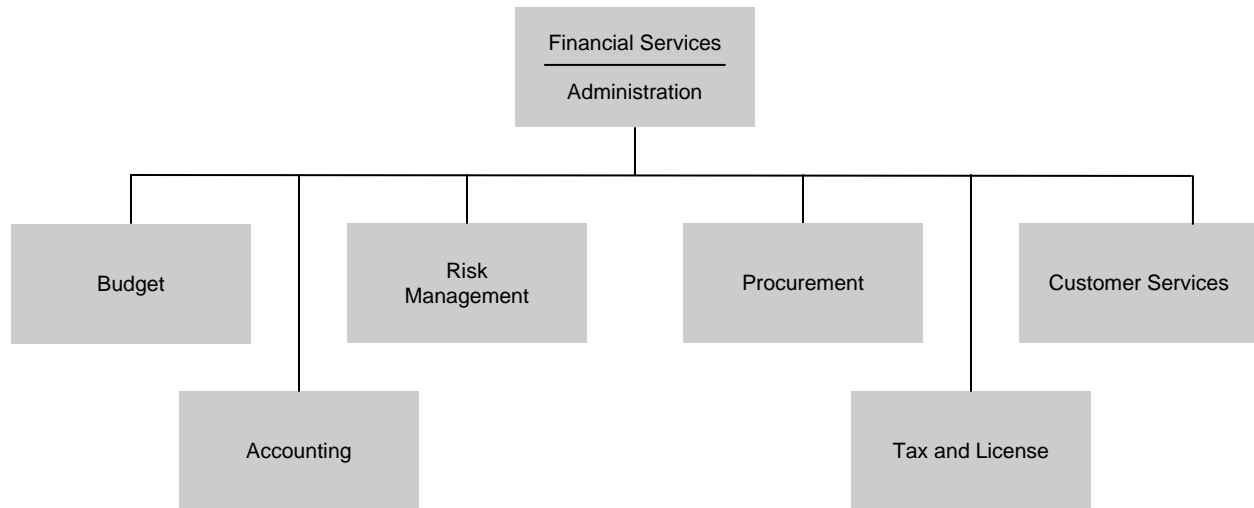 Financial Services
Administration
Budget
Risk
Management
Procurement
Customer Services
Accounting
Tax and License